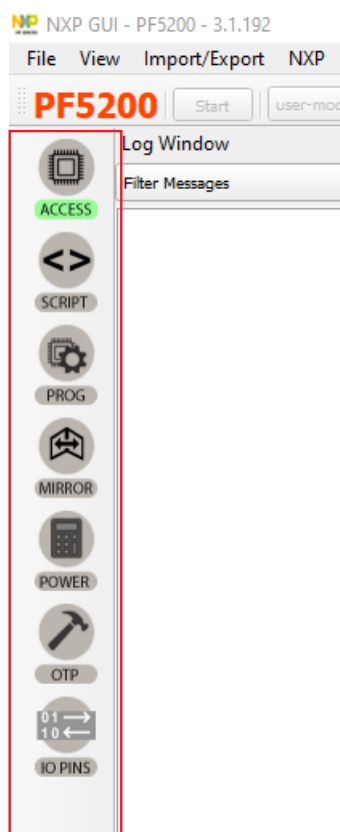 NXP GUI - PF5200 - 3.1.192
File View Import/Export NXP
PF5200 Start user-mod
Log Window
Filter Messages
ACCESS
<>
SCRIPT
PROG
MIRROR
POWER
OTP
01
10
IO PINS